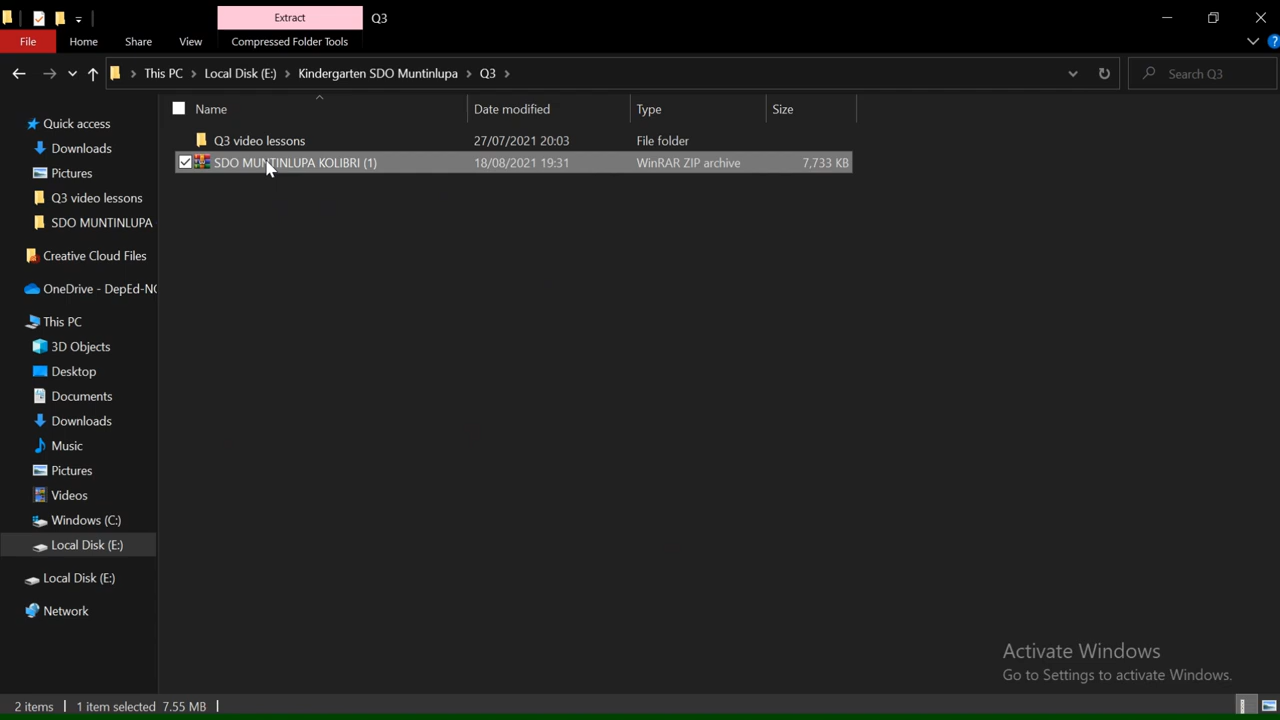 Extract
Q3
File
Home
Share
View
Compressed Folder Tools
?
This PC
Local Disk (E:)
Kindergarten SDO Muntinlupa
Q3
Search Q3
Name
Date modified
Type
Size
Q3 video lessons
27/07/2021 20:03
File folder
SDO MUNTINLUPA KOLIBRI (1)
18/08/2021 19:31
WinRAR ZIP archive
7,733 KB
Quick access
Downloads
Pictures
Q3 video lessons
SDO MUNTINLUPA
Creative Cloud Files
OneDrive - DepEd-NC
This PC
3D Objects
Desktop
Documents
Downloads
Music
Pictures
Videos
Windows (C:)
Local Disk (E:)
Local Disk (E:)
Network
Activate Windows
Go to Settings to activate Windows.
2 items
1 item selected 7.55 MB